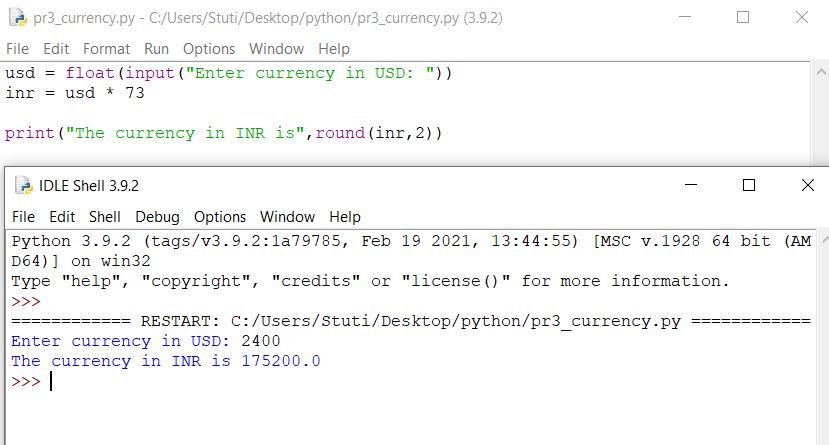 pr3_currency.py - C:/Users/Stuti/Desktop/python/pr3_currency.py (3.9.2)
File Edit Format Run Options Window Help
usd = float(input("Enter currency in USD: "))
inr = usd * 73
print("The currency in INR is",round(inr,2))
IDLE Shell 3.9.2
File Edit Shell Debug Options Window Help
Python 3.9.2 (tags/v3.9.2:1a79785, Feb 19 2021, 13:44:55) [MSC v.1928 64 bit (AM
D64)] on win32
Type "help", "copyright", "credits" or "license()" for more information.
>>>
============ RESTART: C:/Users/Stuti/Desktop/python/pr3_currency.py ============
Enter currency in USD: 2400
The currency in INR is 175200.0
>>>